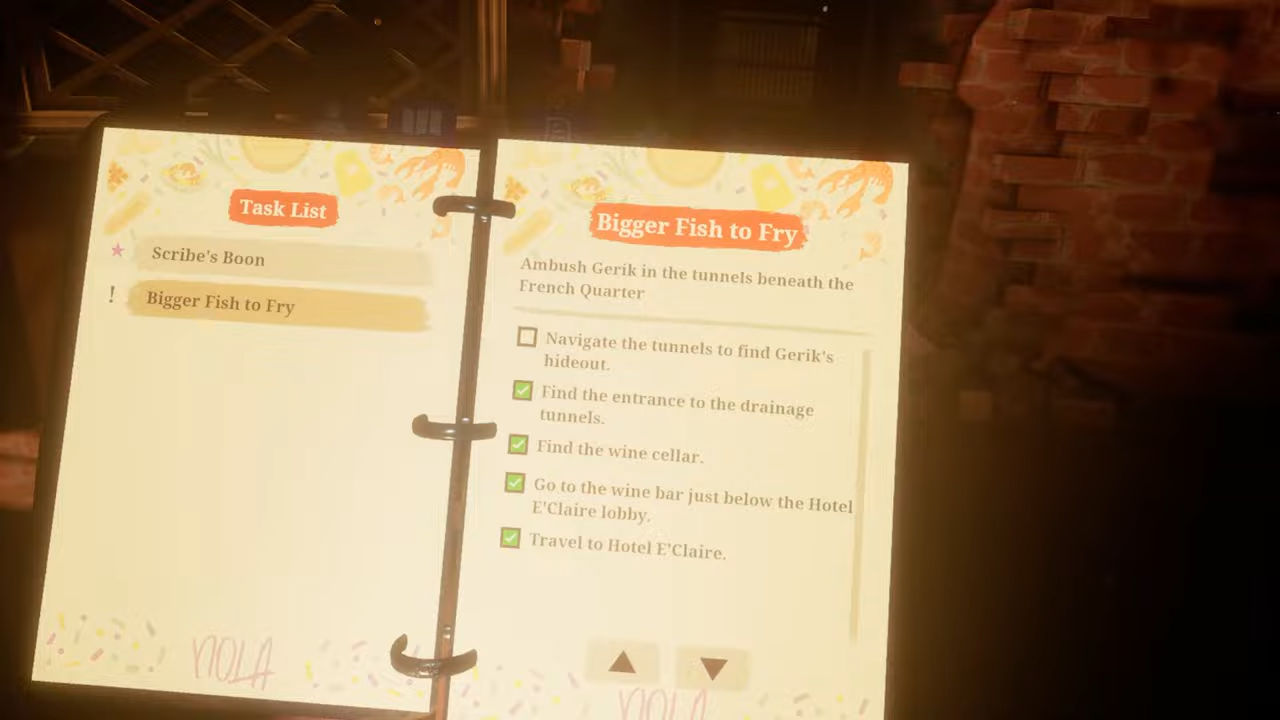 Task List
Scribe's Boon
! Bigger Fish to Fry
NOLA
Bigger Fish to Fry
Ambush Gerik in the tunnels beneath the
French Quarter
Navigate the tunnels to find Gerik's
hideout.
Find the entrance to the drainage
tunnels.
Find the wine cellar.
Go to the wine bar just below the Hotel
E'Claire lobby.
Travel to Hotel E'Claire.
NOLA